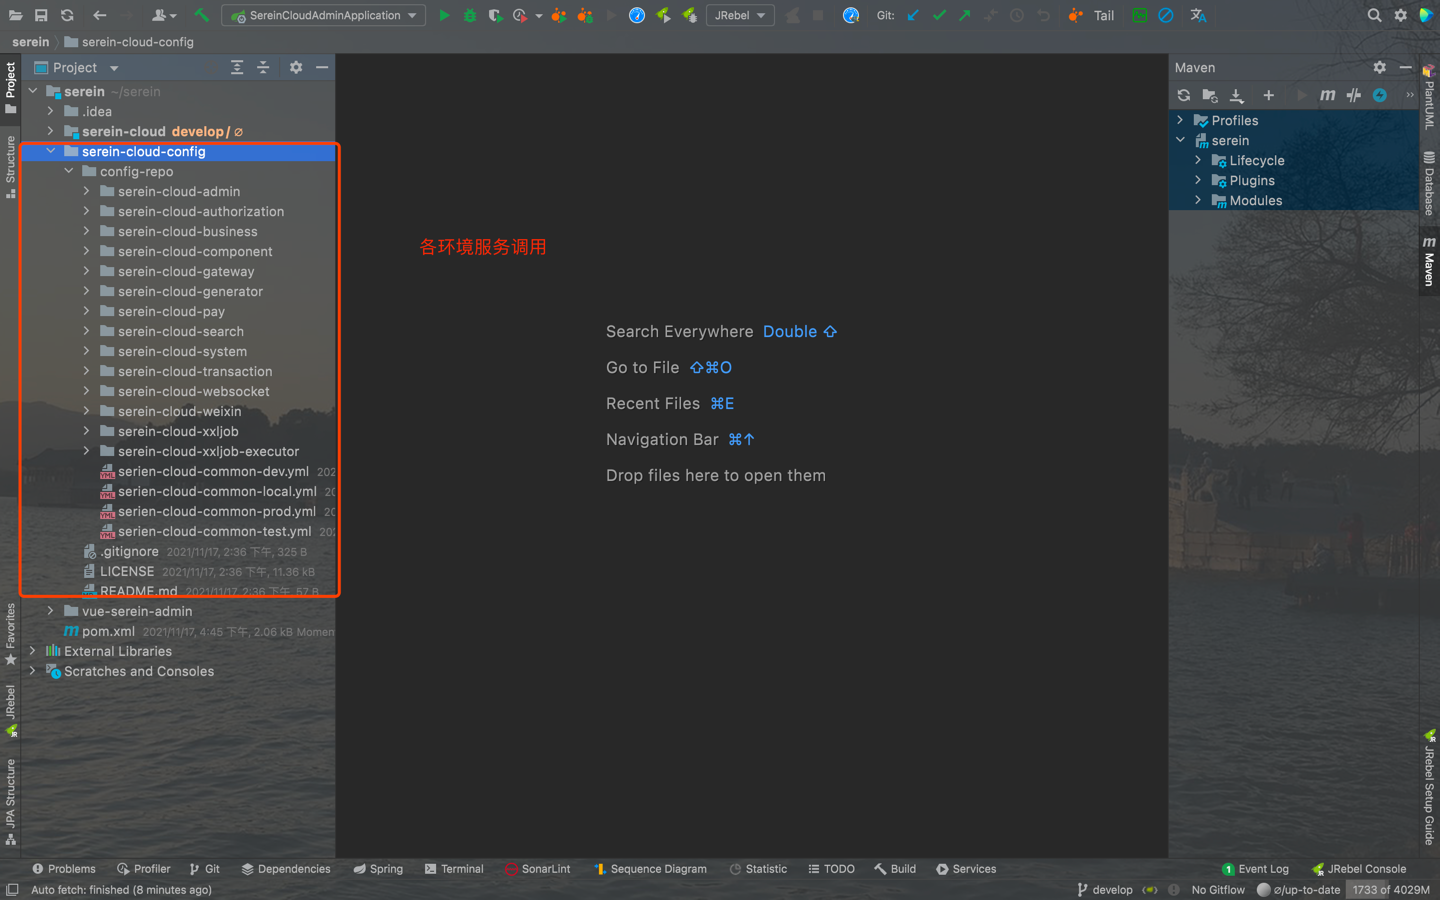 SereinCloudAdminApplication
JRebel
Git:
Tail
serein
serein-cloud-config
Project
serein ~/serein
.idea
serein-cloud develop / ∅
serein-cloud-config
config-repo
serein-cloud-admin
serein-cloud-authorization
serein-cloud-business
serein-cloud-component
serein-cloud-gateway
serein-cloud-generator
serein-cloud-pay
serein-cloud-search
serein-cloud-system
serein-cloud-transaction
serein-cloud-websocket
serein-cloud-weixin
serein-cloud-xxljob
serein-cloud-xxljob-executor
serien-cloud-common-dev.yml 202
serien-cloud-common-local.yml 20
serien-cloud-common-prod.yml 20
serien-cloud-common-test.yml 202
.gitignore 2021/11/17, 2:36 下午, 325 B
LICENSE 2021/11/17, 2:36 下午, 11.36 kB
README.md 2021/11/17, 2:36 下午, 57 B
vue-serein-admin
pom.xml 2021/11/17, 4:45 下午, 2.06 kB Momen
External Libraries
Scratches and Consoles
Project
Structure
Favorites
JRebel
JPA Structure
各环境服务调用
Search Everywhere Double ⇧
Go to File ⇧⌘O
Recent Files ⌘E
Navigation Bar ⌘↑
Drop files here to open them
Maven
Profiles
serein
Lifecycle
Plugins
Modules
PlantUML
Database
Maven
JRebel Setup Guide
Problems
Profiler
Git
Dependencies
Spring
Terminal
SonarLint
Sequence Diagram
Statistic
TODO
Build
Services
1 Event Log
JRebel Console
Auto fetch: finished (8 minutes ago)
develop
No Gitflow
∅/up-to-date
1733 of 4029M